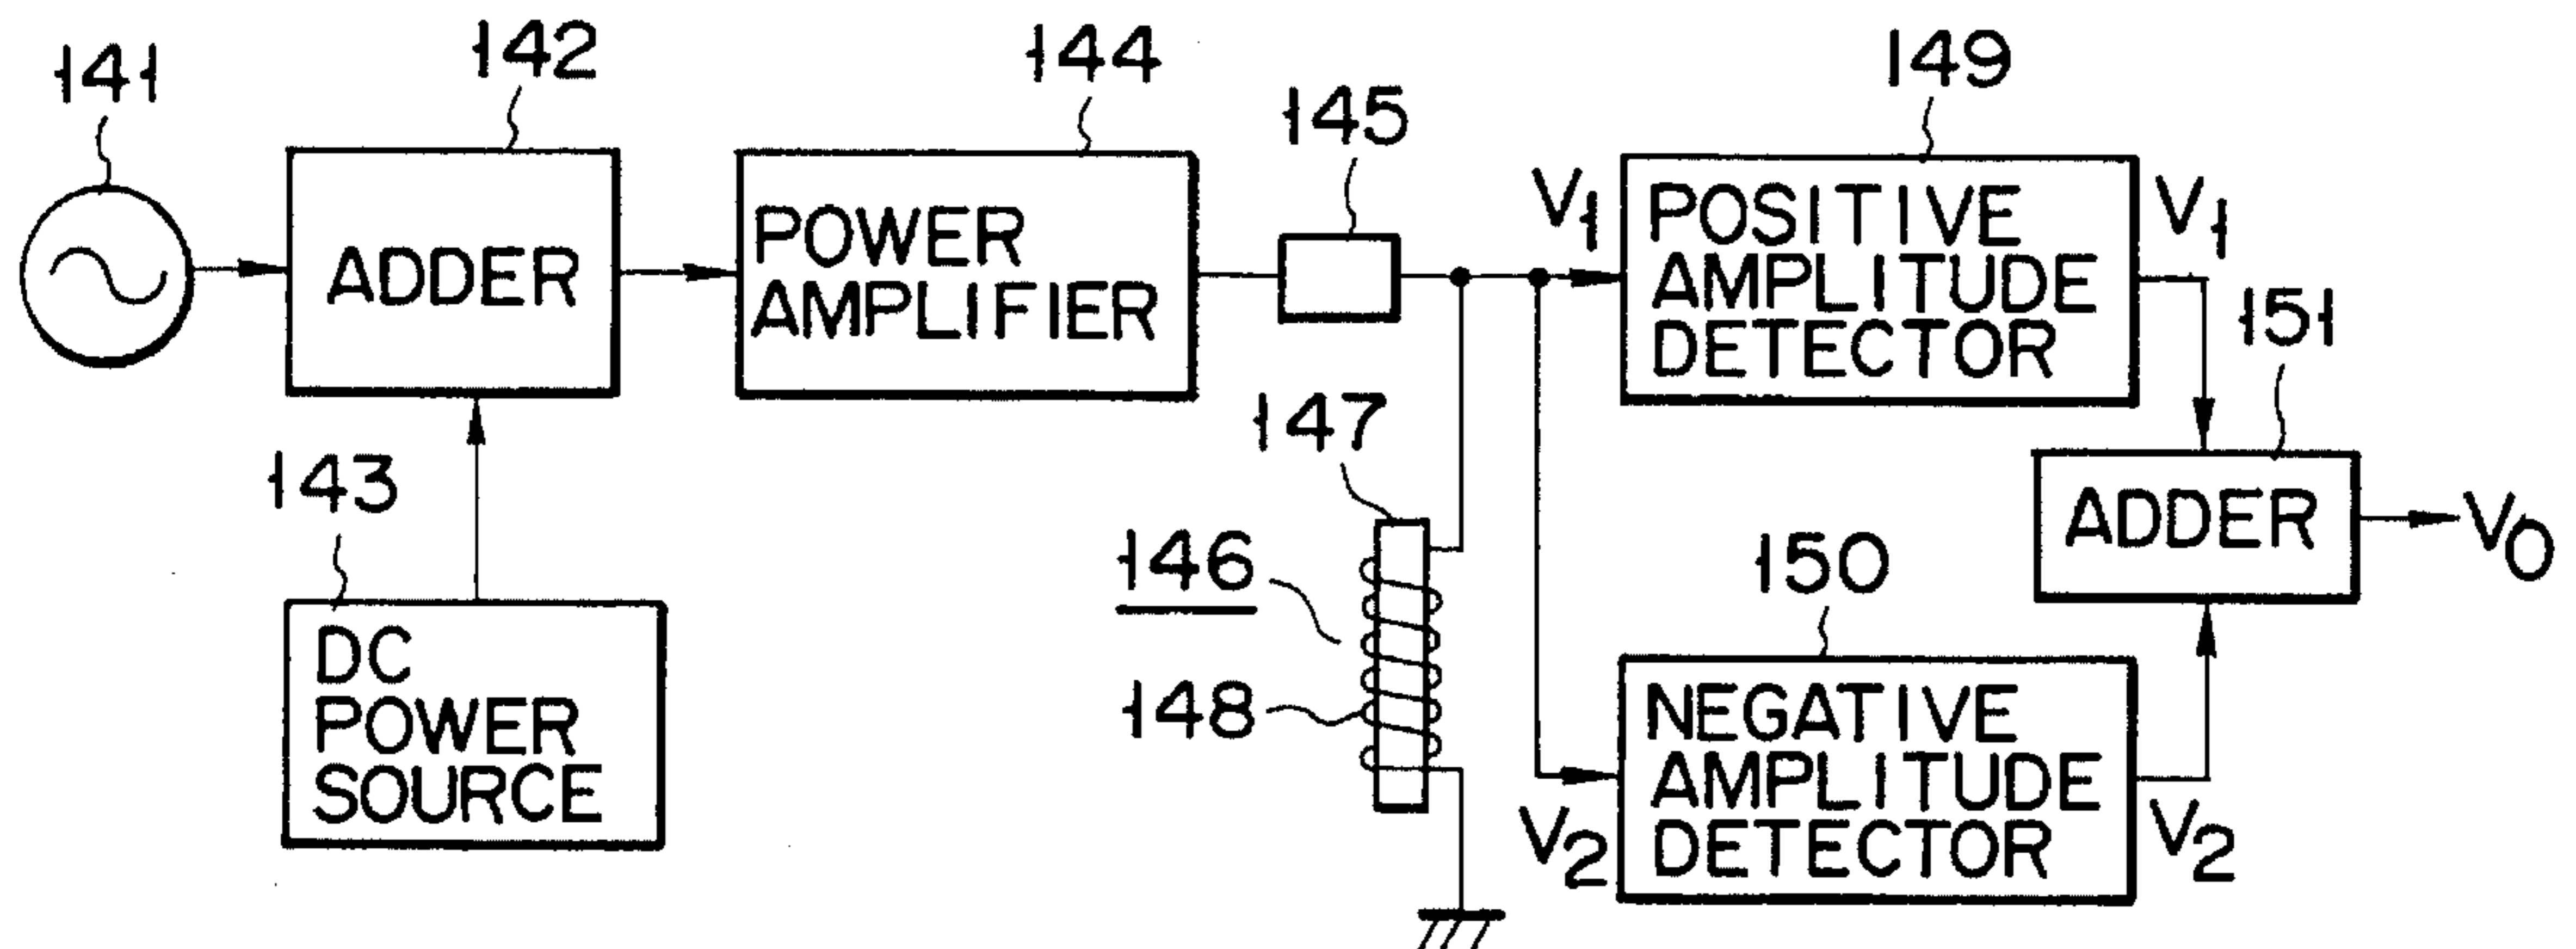 141
142
144
145
149
ADDER
POWER
AMPLIFIER
V1
POSITIVE
AMPLITUDE
DETECTOR
V1
151
143
147
ADDER
V0
DC
POWER
SOURCE
146
148
150
V2
NEGATIVE
AMPLITUDE
DETECTOR
V2